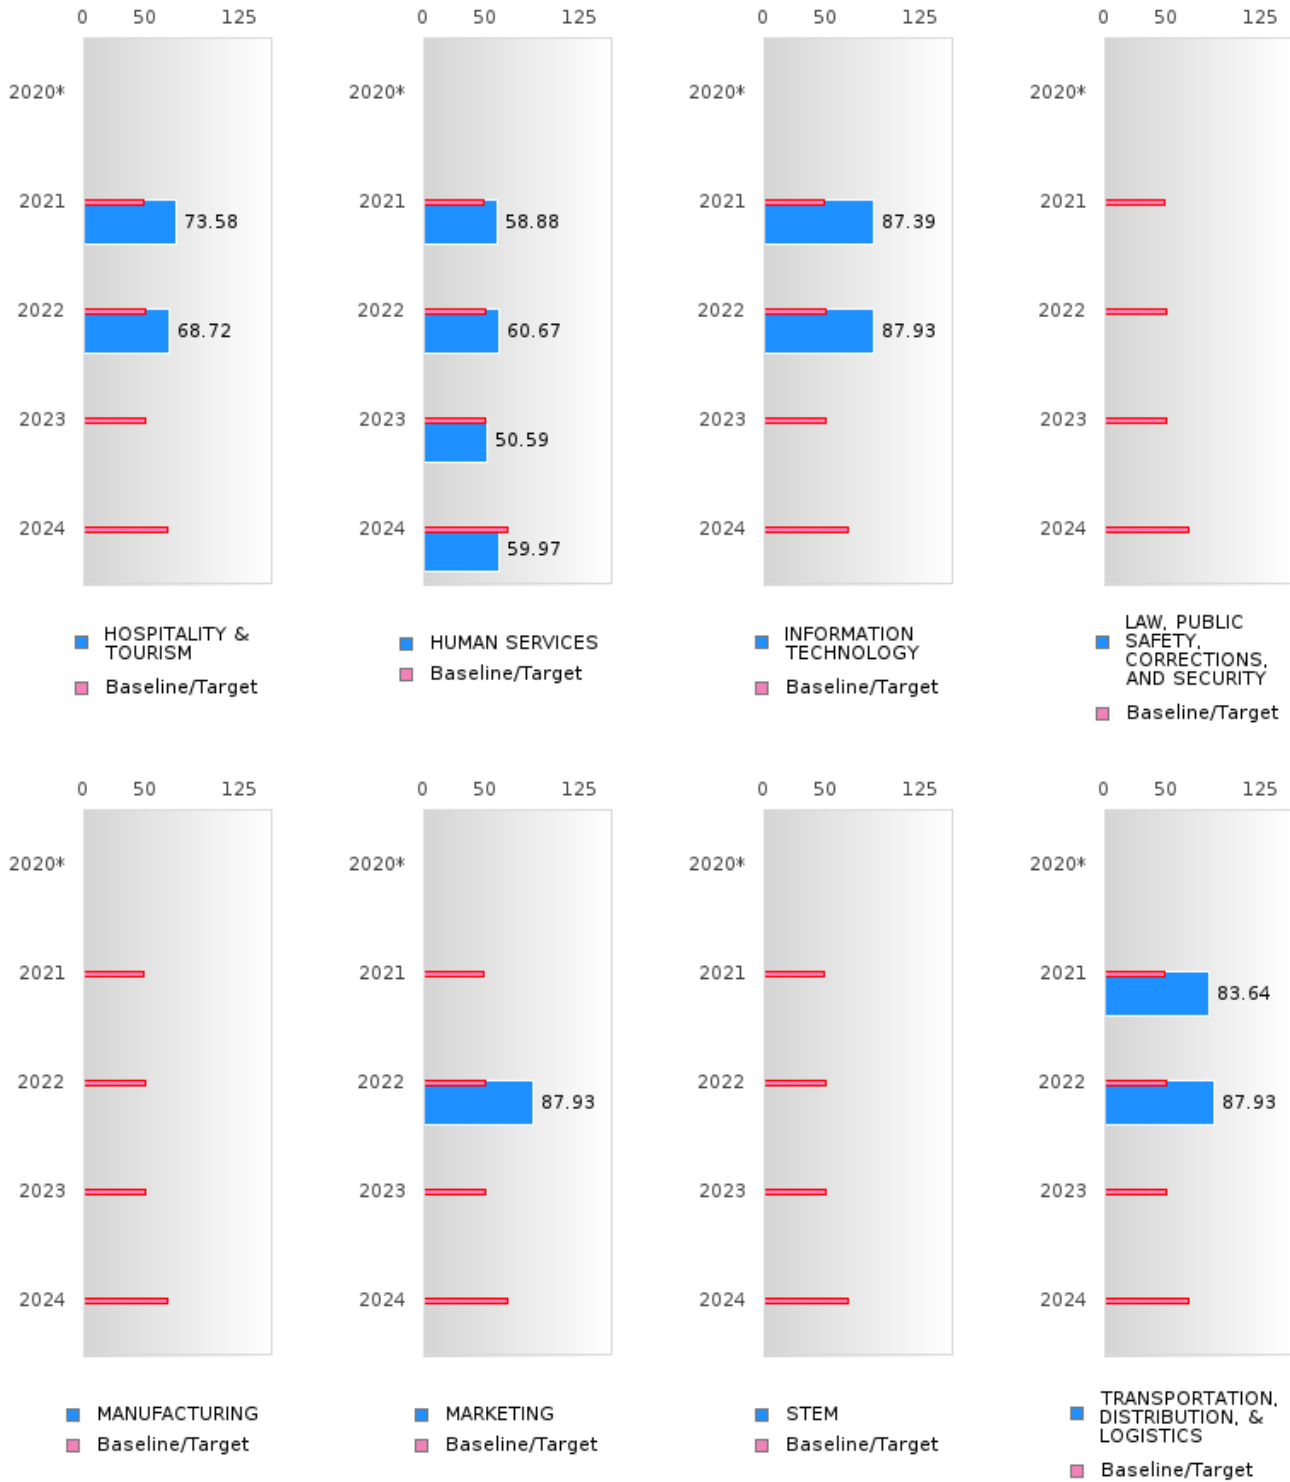 0 50 125
2020*
2021
73.58
2022
68.72
2023
2024
HOSPITALITY &
TOURISM
Baseline/Target
0 50 125
2020*
2021
58.88
2022
60.67
2023
50.59
2024
59.97
HUMAN SERVICES
Baseline/Target
0 50 125
2020*
2021
87.39
2022
87.93
2023
2024
INFORMATION
TECHNOLOGY
Baseline/Target
0 50 125
2020*
2021
2022
2023
2024
LAW, PUBLIC
SAFETY,
CORRECTIONS,
AND SECURITY
Baseline/Target
0 50 125
2020*
2021
2022
2023
2024
MANUFACTURING
Baseline/Target
0 50 125
2020*
2021
2022
87.93
2023
2024
MARKETING
Baseline/Target
0 50 125
2020*
2021
2022
2023
2024
STEM
Baseline/Target
0 50 125
2020*
2021
83.64
2022
87.93
2023
2024
TRANSPORTATION,
DISTRIBUTION, &
LOGISTICS
Baseline/Target